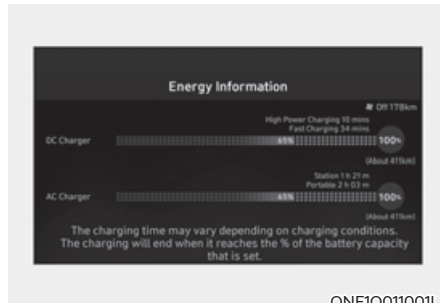 Energy Information
Off 178km
High Power Charging 10 mins
Fast Charging 34 mins
DC Charger
65%
100%
(About 411km)
Station 1 h 21 m
Portable 2 h 03 m
AC Charger
65%
100%
(About 411km)
The charging time may vary depending on charging conditions.
The charging will end when it reaches the % of the battery capacity
that is set.